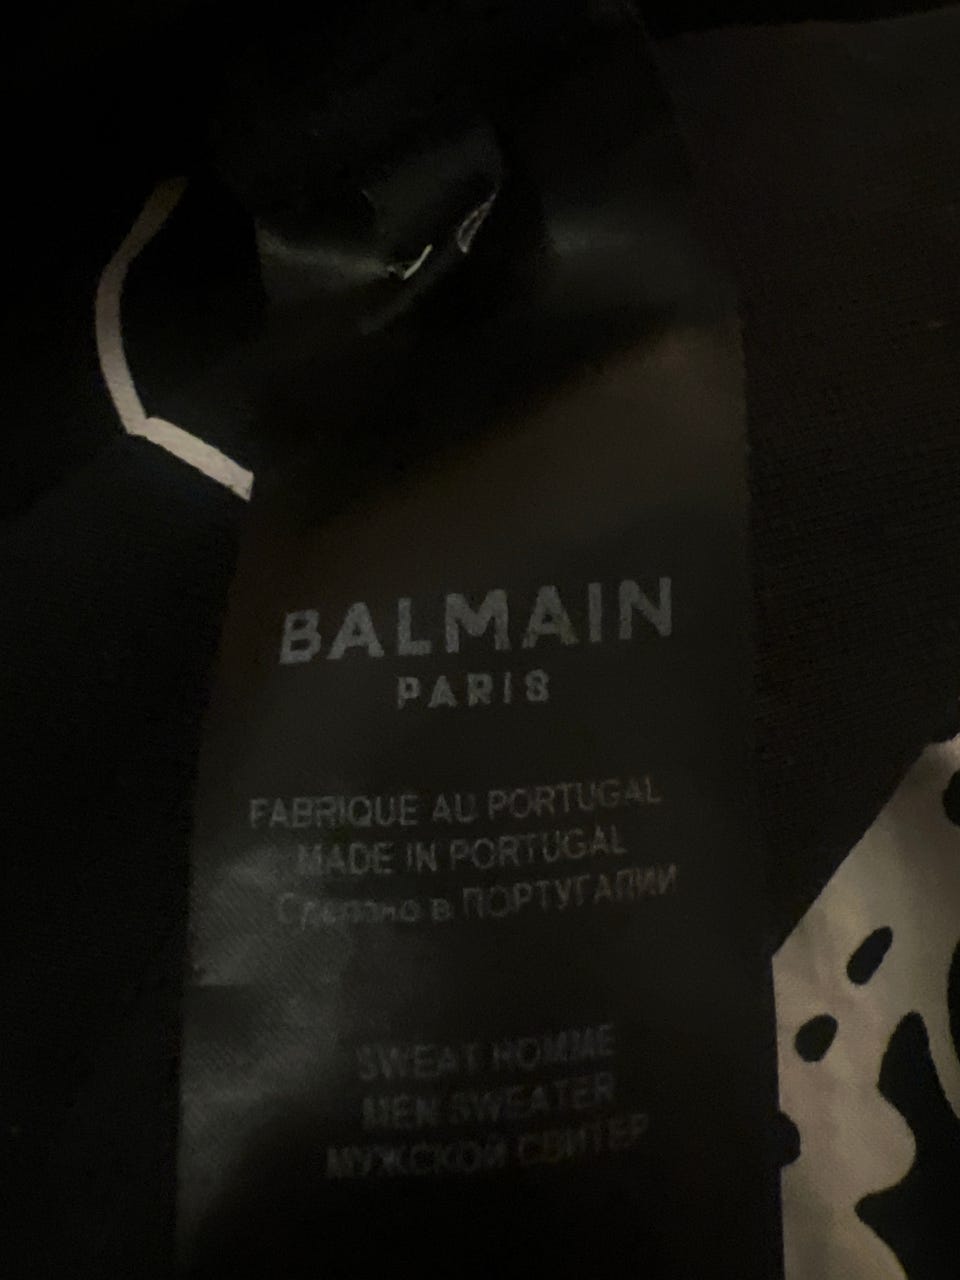 BALMAIN
PARIS
FABRIQUE AU PORTUGAL
MADE IN PORTUGAL
Сделано в ПОРТУГАЛИИ
SWEAT HOMME
MEN SWEATER
МУЖСКОЙ СВИТЕР